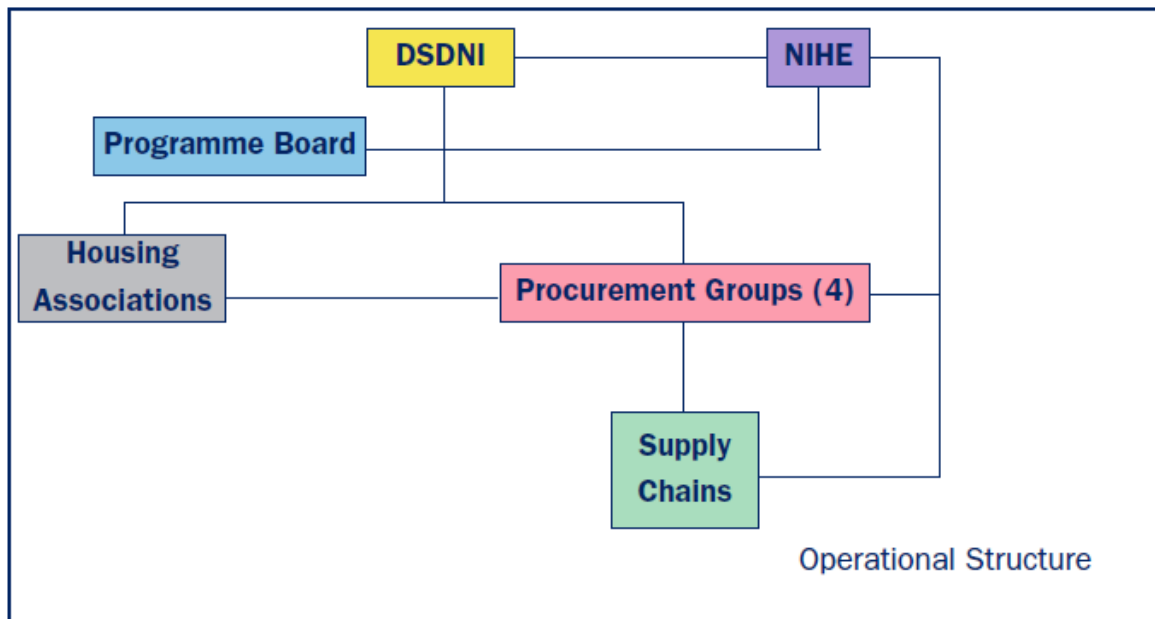 DSDNI
NIHE
Programme Board
Housing
Associations
Procurement Groups (4)
Supply
Chains
Operational Structure